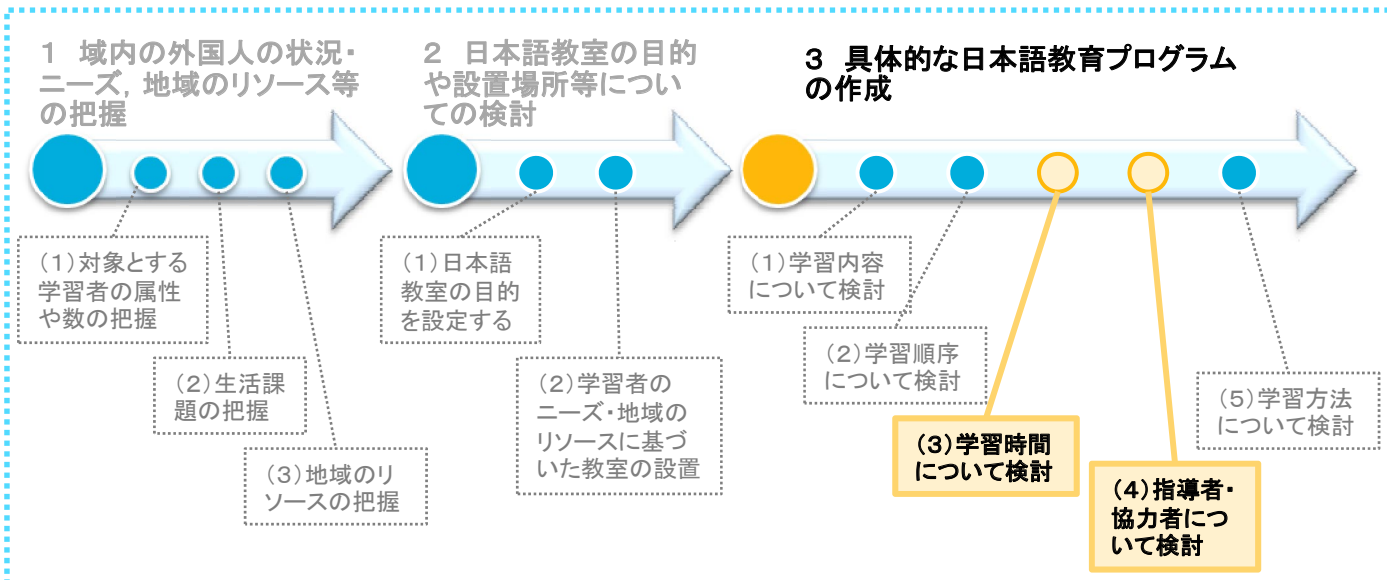 １ 域内の外国人の状況・
ニーズ，地域のリソース等
の把握
２ 日本語教室の目的
や設置場所等につい
ての検討
３ 具体的な日本語教育プログラム
の作成
（１）対象とする
学習者の属性
や数の把握
（２）生活課
題の把握
（３）地域のリ
ソースの把握
（１）日本語
教室の目的
を設定する
（２）学習者の
ニーズ・地域の
リソースに基づ
いた教室の設置
（１）学習内容
について検討
（２）学習順序
について検討
（３）学習時間
について検討
（４）指導者・
協力者につ
いて検討
（５）学習方法
について検討